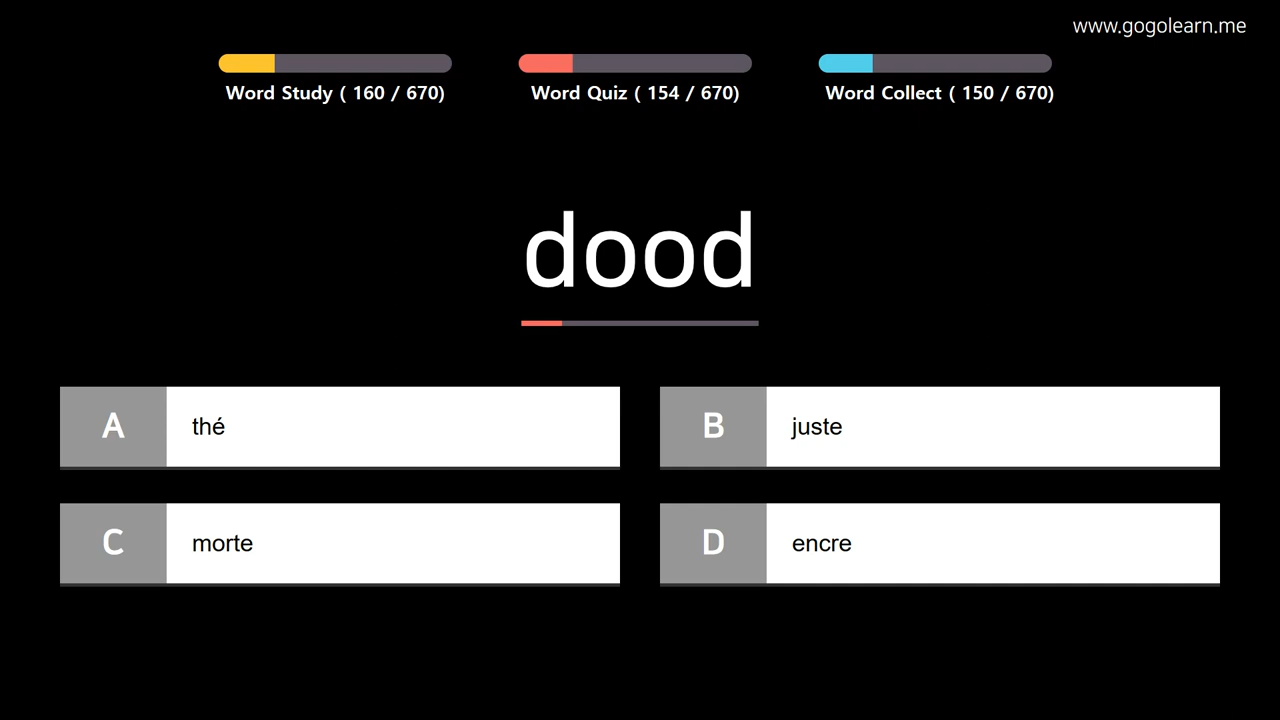 www.gogolearn.me
Word Study ( 160 / 670)
Word Quiz ( 154 / 670)
Word Collect ( 150 / 670)
dood
A thé
B juste
C morte
D encre